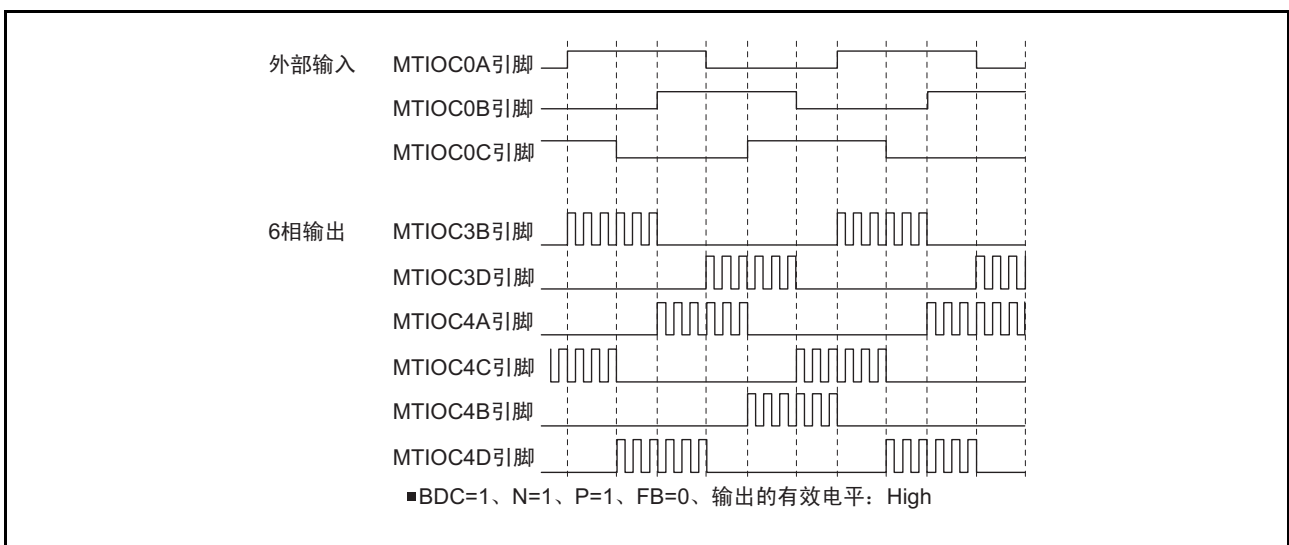 外部输入 MTIOC0A引脚
MTIOC0B引脚
MTIOC0C引脚
6相输出 MTIOC3B引脚
MTIOC3D引脚
MTIOC4A引脚
MTIOC4C引脚
MTIOC4B引脚
MTIOC4D引脚
■BDC=1、N=1、P=1、FB=0、输出的有效电平：High